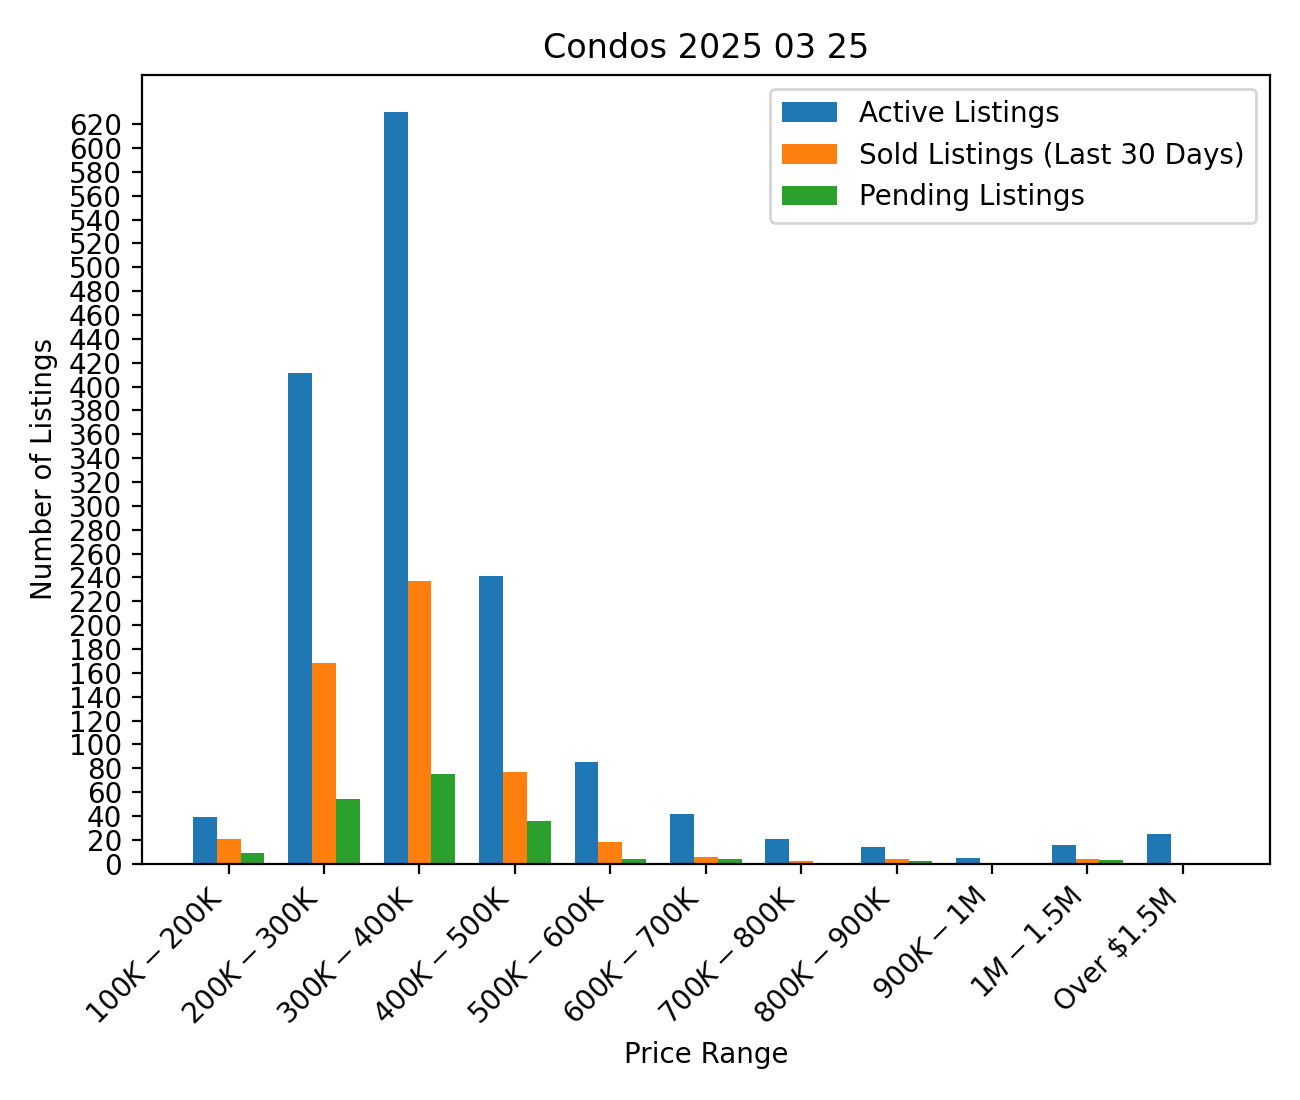 Condos 2025 03 25
Active Listings
Sold Listings (Last 30 Days)
Pending Listings
Number of Listings
620
600
580
560
540
520
500
480
460
440
420
400
380
360
340
320
300
280
260
240
220
200
180
160
140
120
100
80
60
40
20
0
100K − 200K
200K − 300K
300K − 400K
400K − 500K
500K − 600K
600K − 700K
700K − 800K
800K − 900K
900K − 1M
1M − 1.5M
Over $1.5M
Price Range